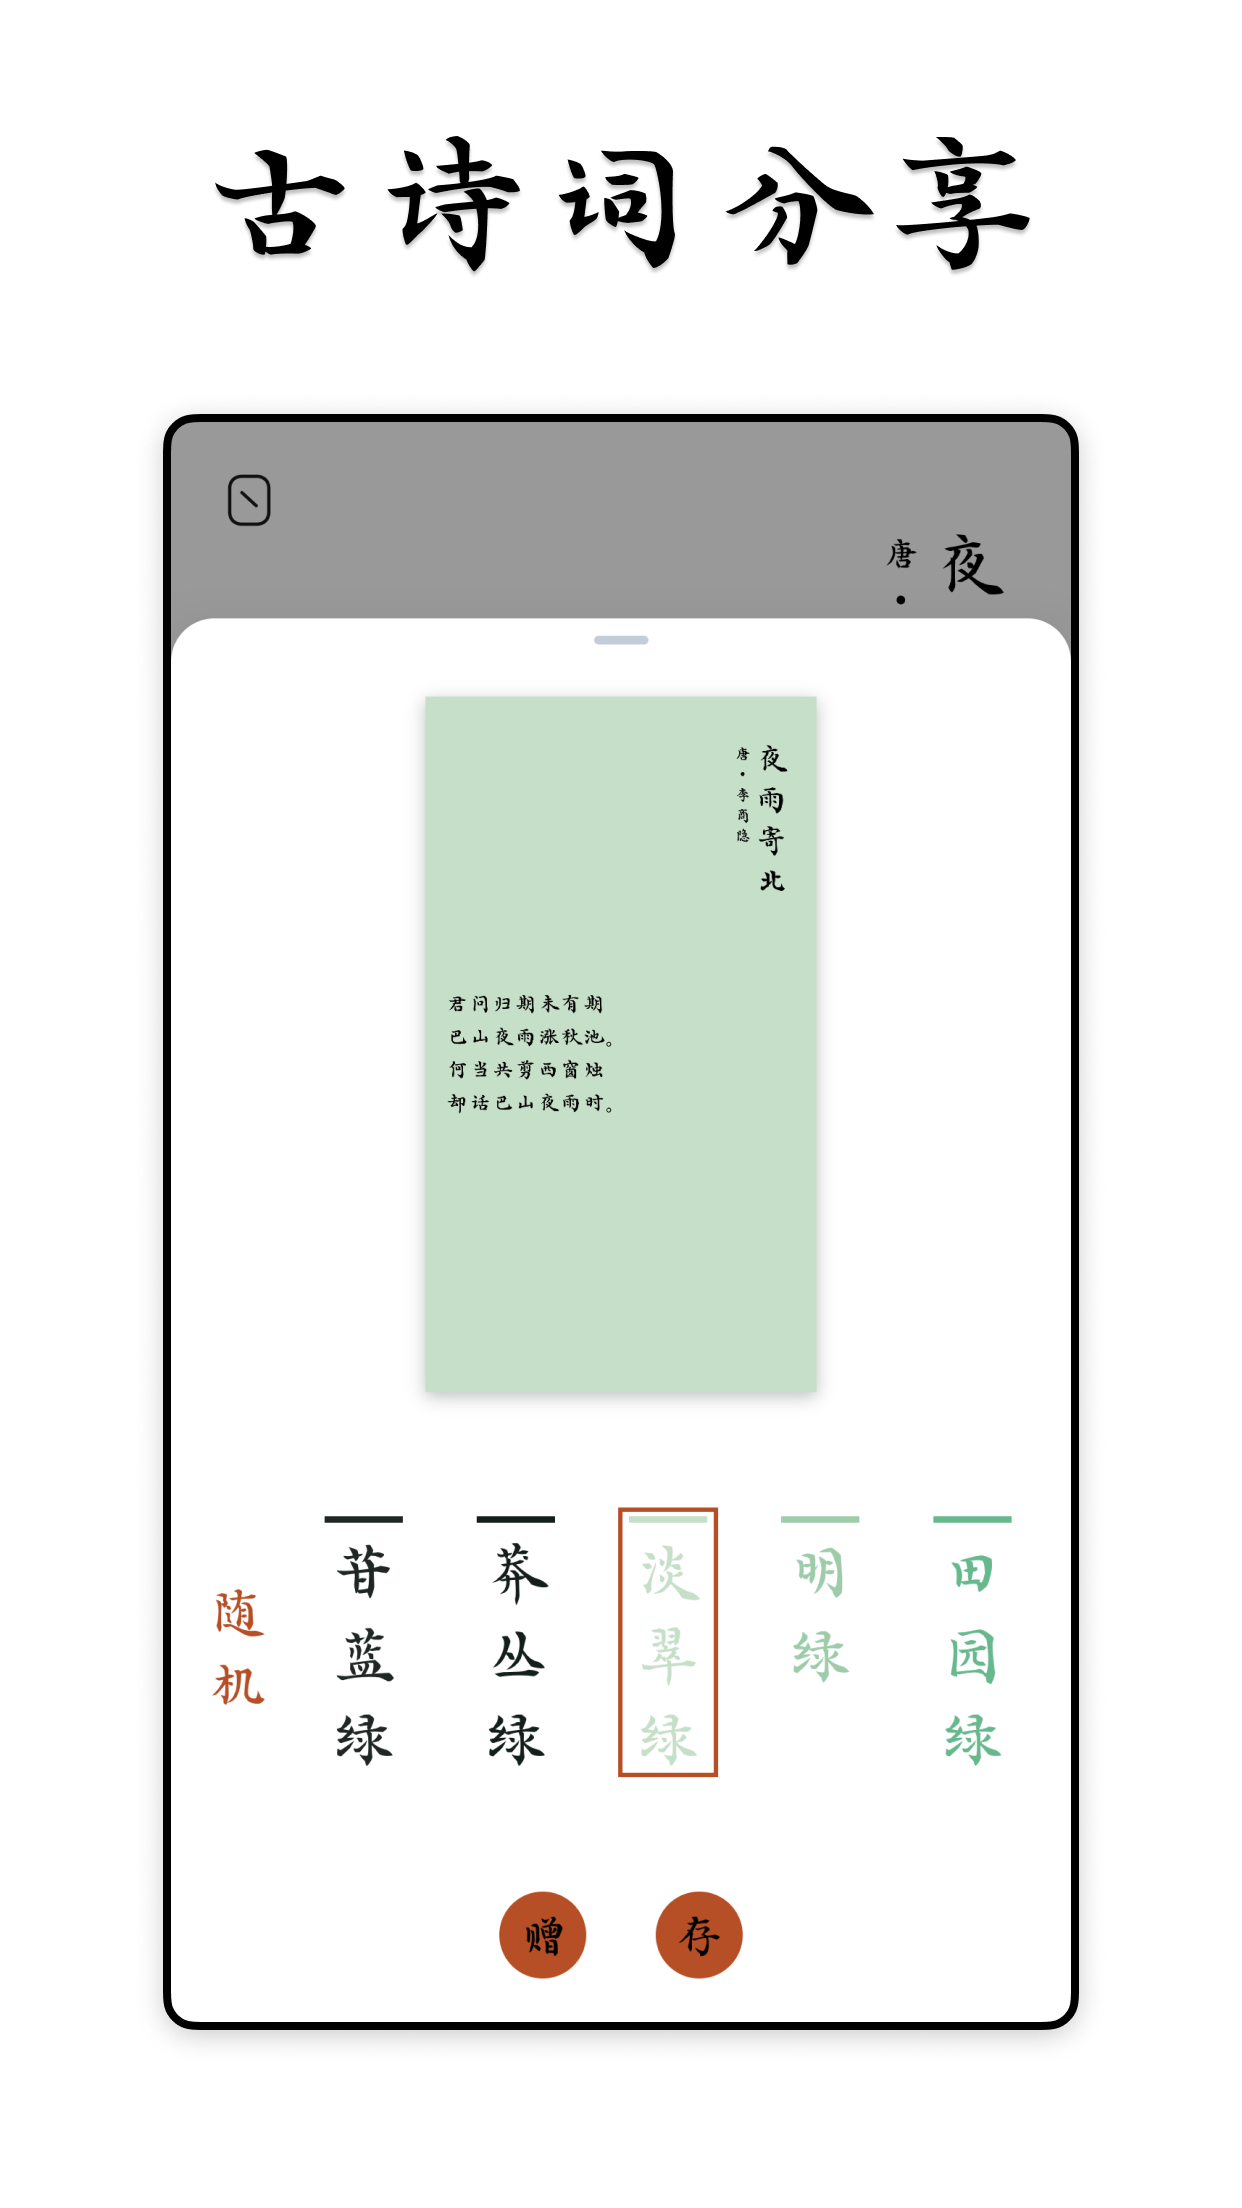 古诗词分享
夜
唐·
夜雨寄北
唐·李商隐
君问归期未有期
巴山夜雨涨秋池。
何当共剪西窗烛
却话巴山夜雨时。
随机
苷蓝绿
莽丛绿
淡翠绿
明绿
田园绿
赠
存